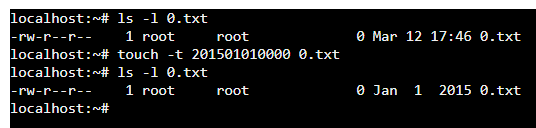 localhost:~# ls -l 0.txt
-rw-r--r--    1 root     root             0 Mar 12 17:46 0.txt
localhost:~# touch -t 201501010000 0.txt
localhost:~# ls -l 0.txt
-rw-r--r--    1 root     root             0 Jan  1  2015 0.txt
localhost:~#